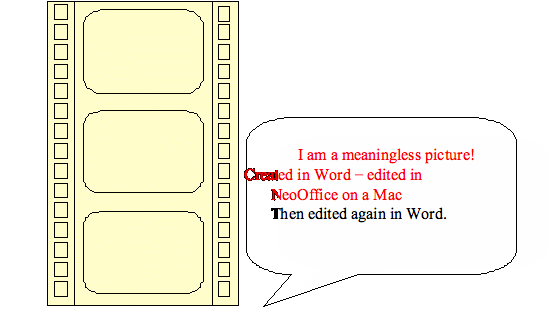 I am a meaningless picture!
Created in Word – edited in
NeoOffice on a Mac
Then edited again in Word.